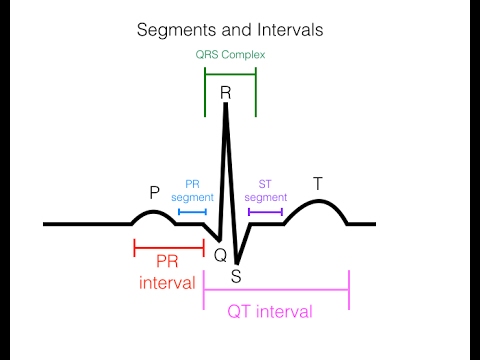 Segments and Intervals
QRS Complex
R
P
PR
segment
ST
segment
T
Q
S
PR
interval
QT interval